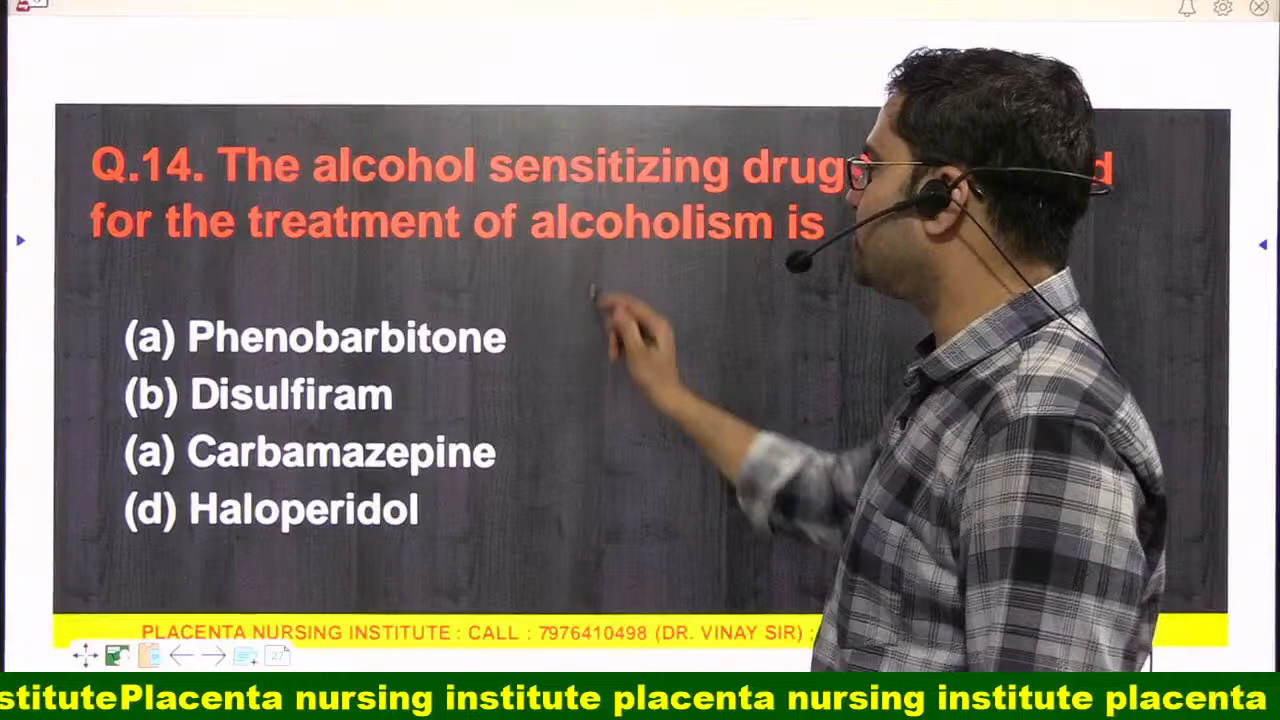 Q.14. The alcohol sensitizing drug d
for the treatment of alcoholism is
(a) Phenobarbitone
(b) Disulfiram
(a) Carbamazepine
(d) Haloperidol
PLACENTA NURSING INSTITUTE : CALL : 7976410498 (DR. VINAY SIR) ;
27
stitutePlacenta nursing institute placenta nursing institute placenta